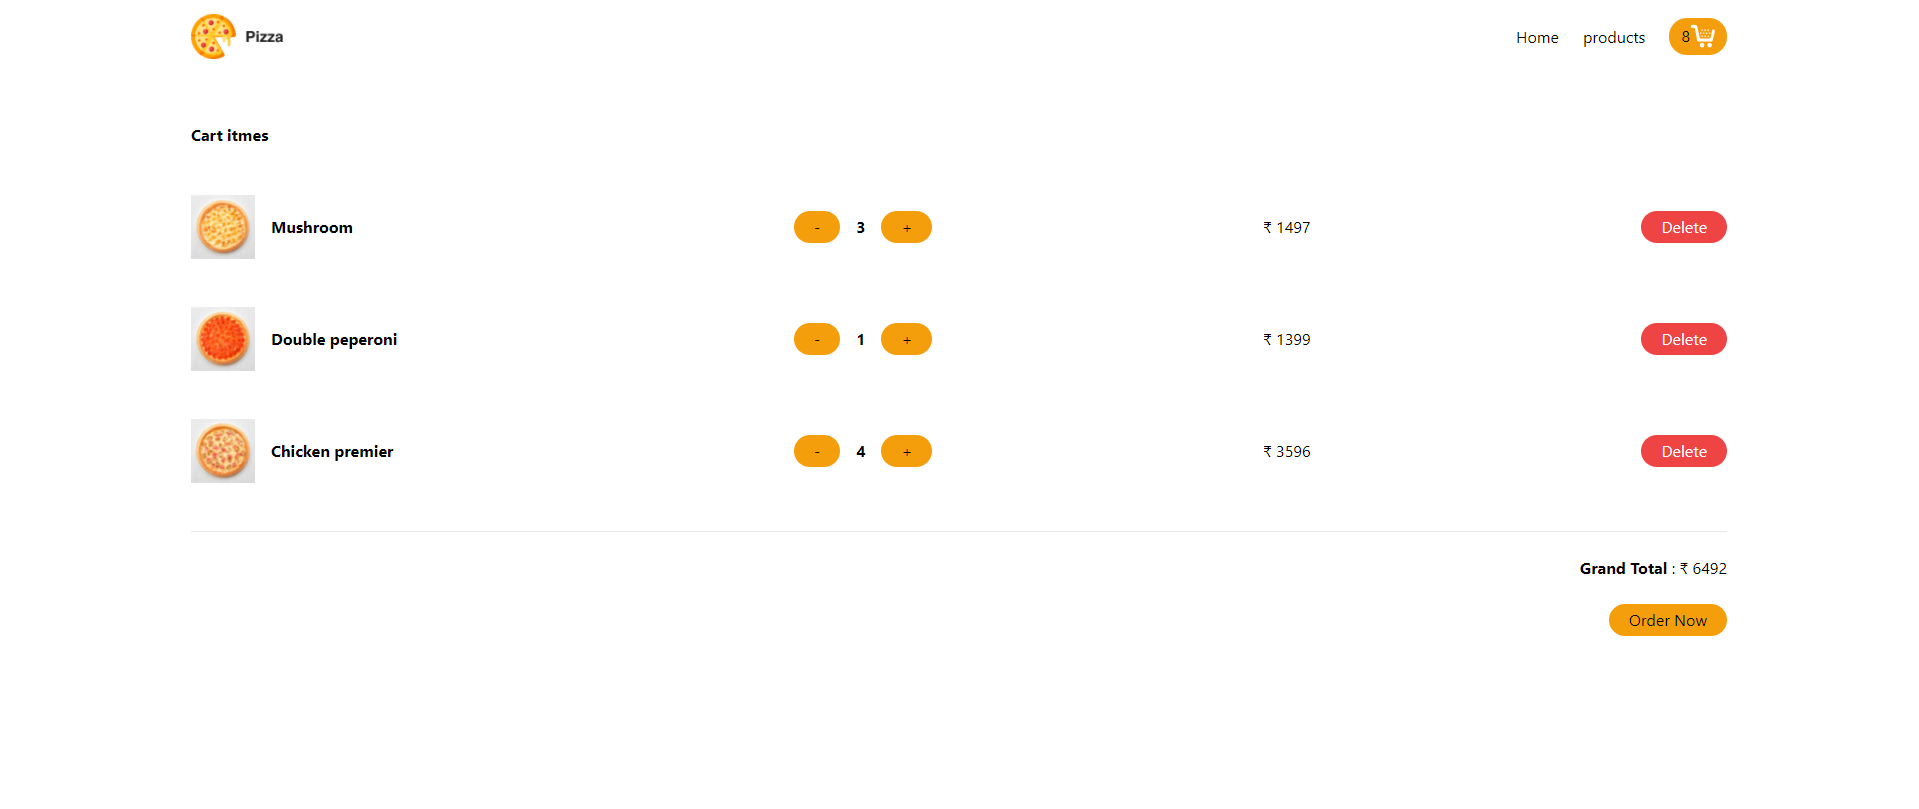 Pizza
Home products 8
Cart itmes
Mushroom - 3 + ₹ 1497 Delete
Double peperoni - 1 + ₹ 1399 Delete
Chicken premier - 4 + ₹ 3596 Delete
Grand Total : ₹ 6492
Order Now